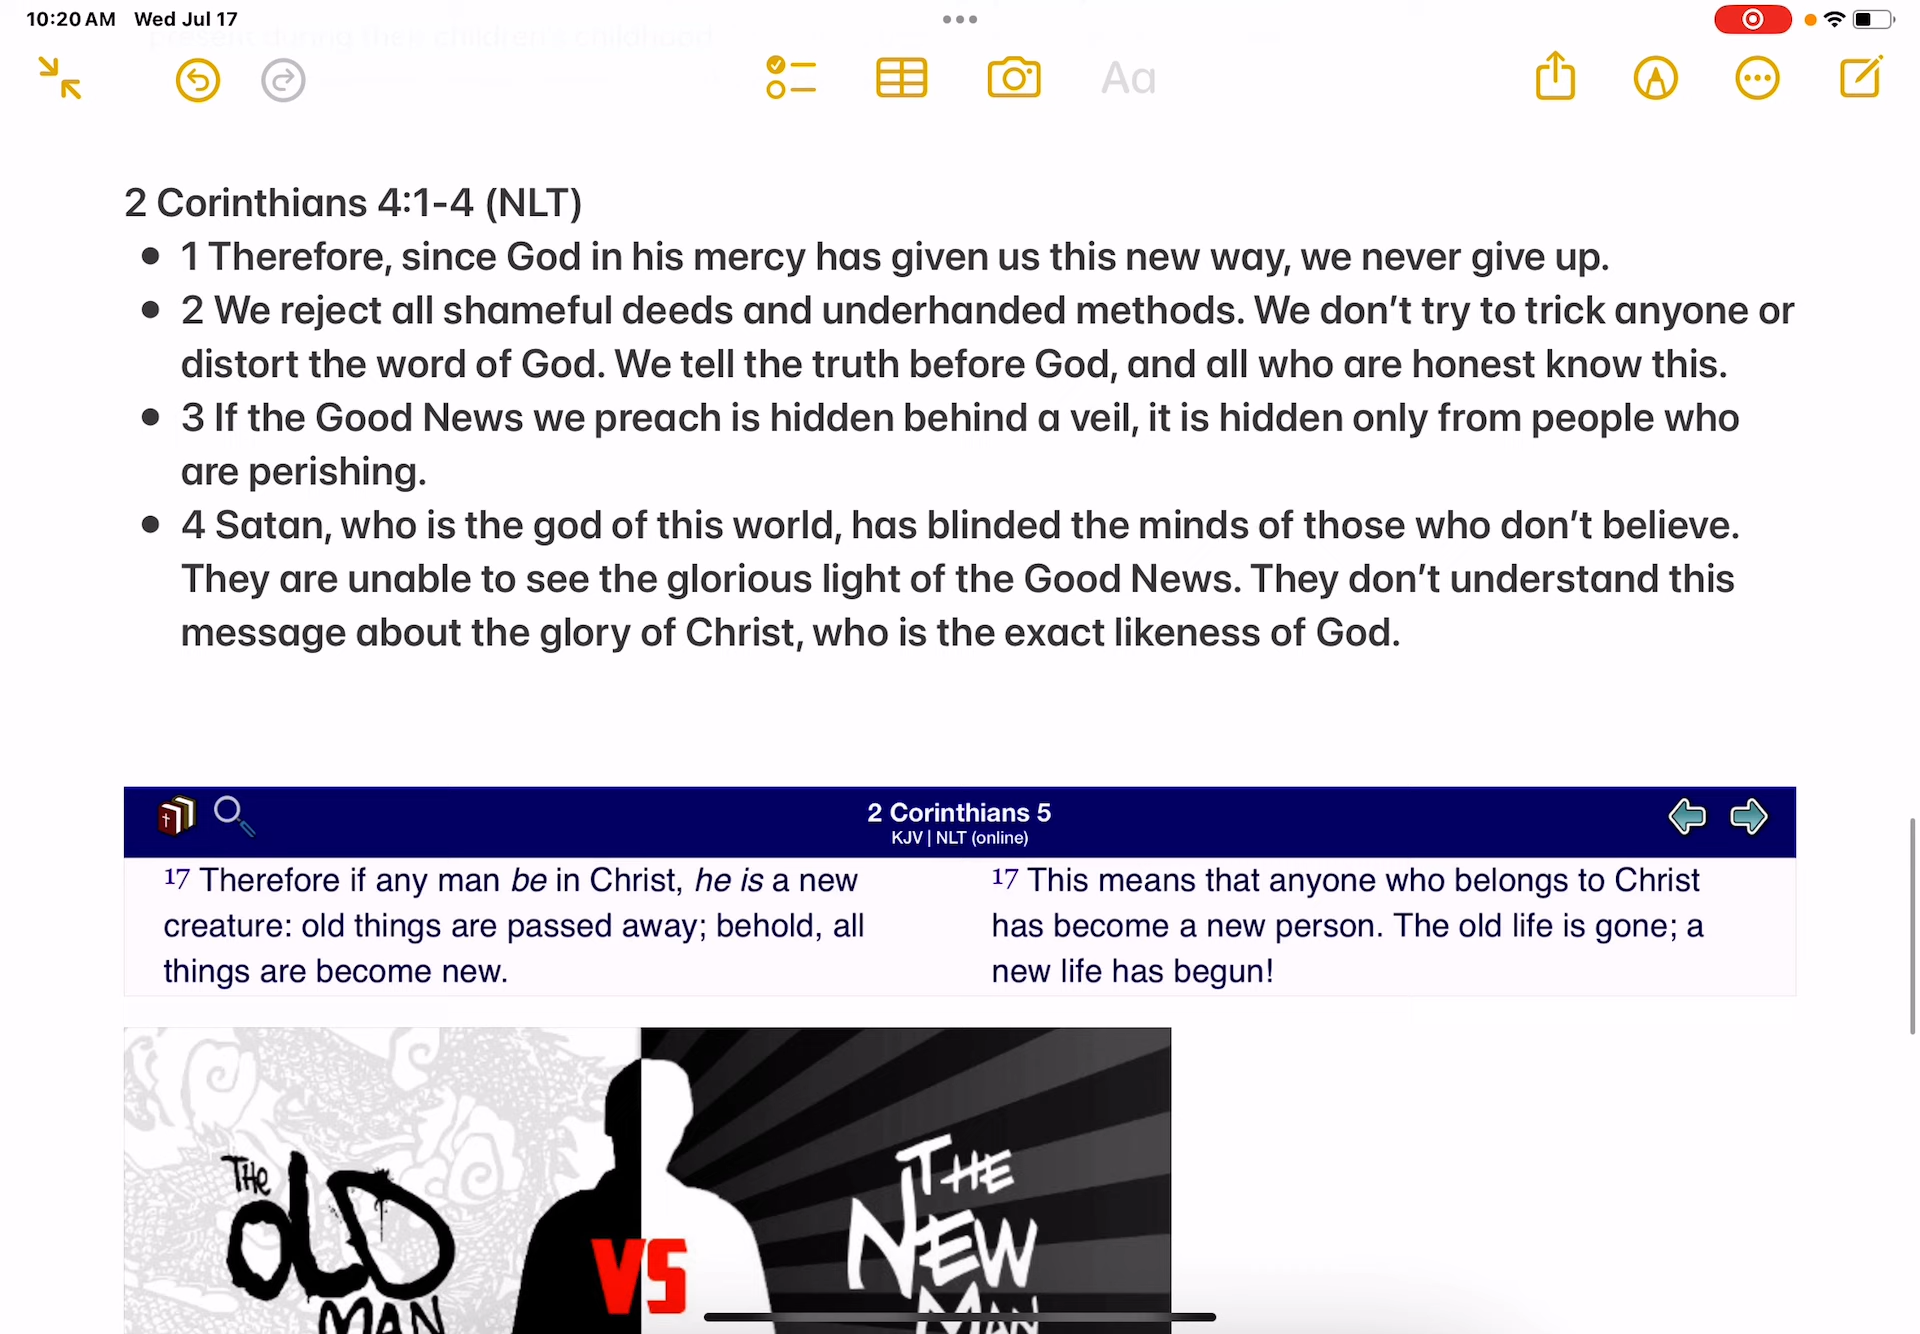 10:20 AM Wed Jul 17
present during their children's childhood
Aa
2 Corinthians 4:1-4 (NLT)
• 1 Therefore, since God in his mercy has given us this new way, we never give up.
• 2 We reject all shameful deeds and underhanded methods. We don't try to trick anyone or
distort the word of God. We tell the truth before God, and all who are honest know this.
• 3 If the Good News we preach is hidden behind a veil, it is hidden only from people who
are perishing.
• 4 Satan, who is the god of this world, has blinded the minds of those who don't believe.
They are unable to see the glorious light of the Good News. They don't understand this
message about the glory of Christ, who is the exact likeness of God.
2 Corinthians 5
KJV | NLT (online)
17 Therefore if any man be in Christ, he is a new
creature: old things are passed away; behold, all
things are become new.
17 This means that anyone who belongs to Christ
has become a new person. The old life is gone; a
new life has begun!
THE
OLD
MAN
VS
THE
NEW
MAN